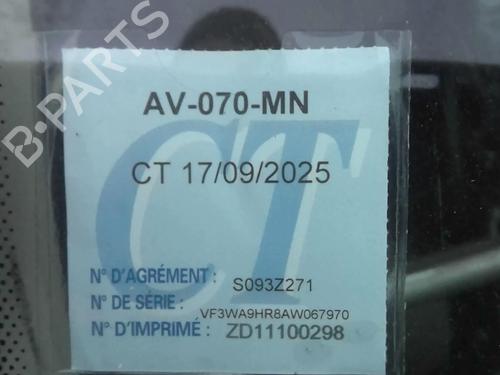 AV-070-MN
CT
CT 17/09/2025
N° D'AGRÉMENT : S093Z271
N° DE SÉRIE : VF3WA9HR8AW067970
N° D'IMPRIMÉ : ZD11100298
B-PARTS